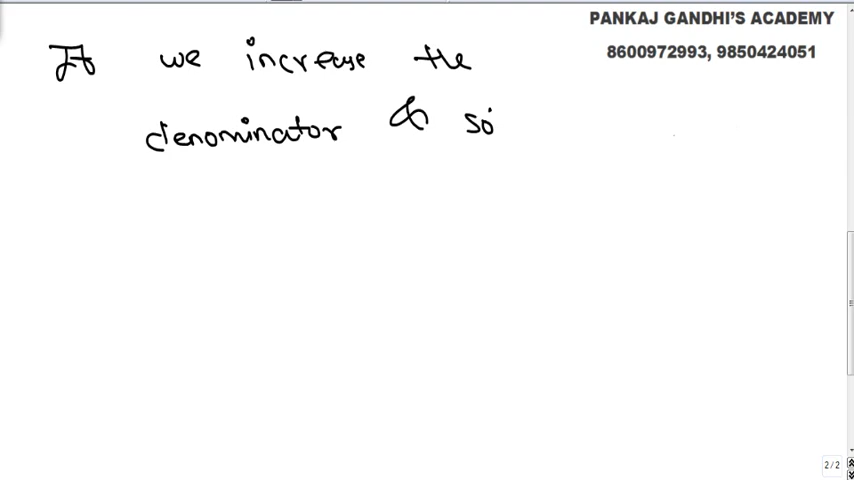 PANKAJ GANDHI'S ACADEMY
8600972993, 9850424051
If we increase the
denominator & so
2/2